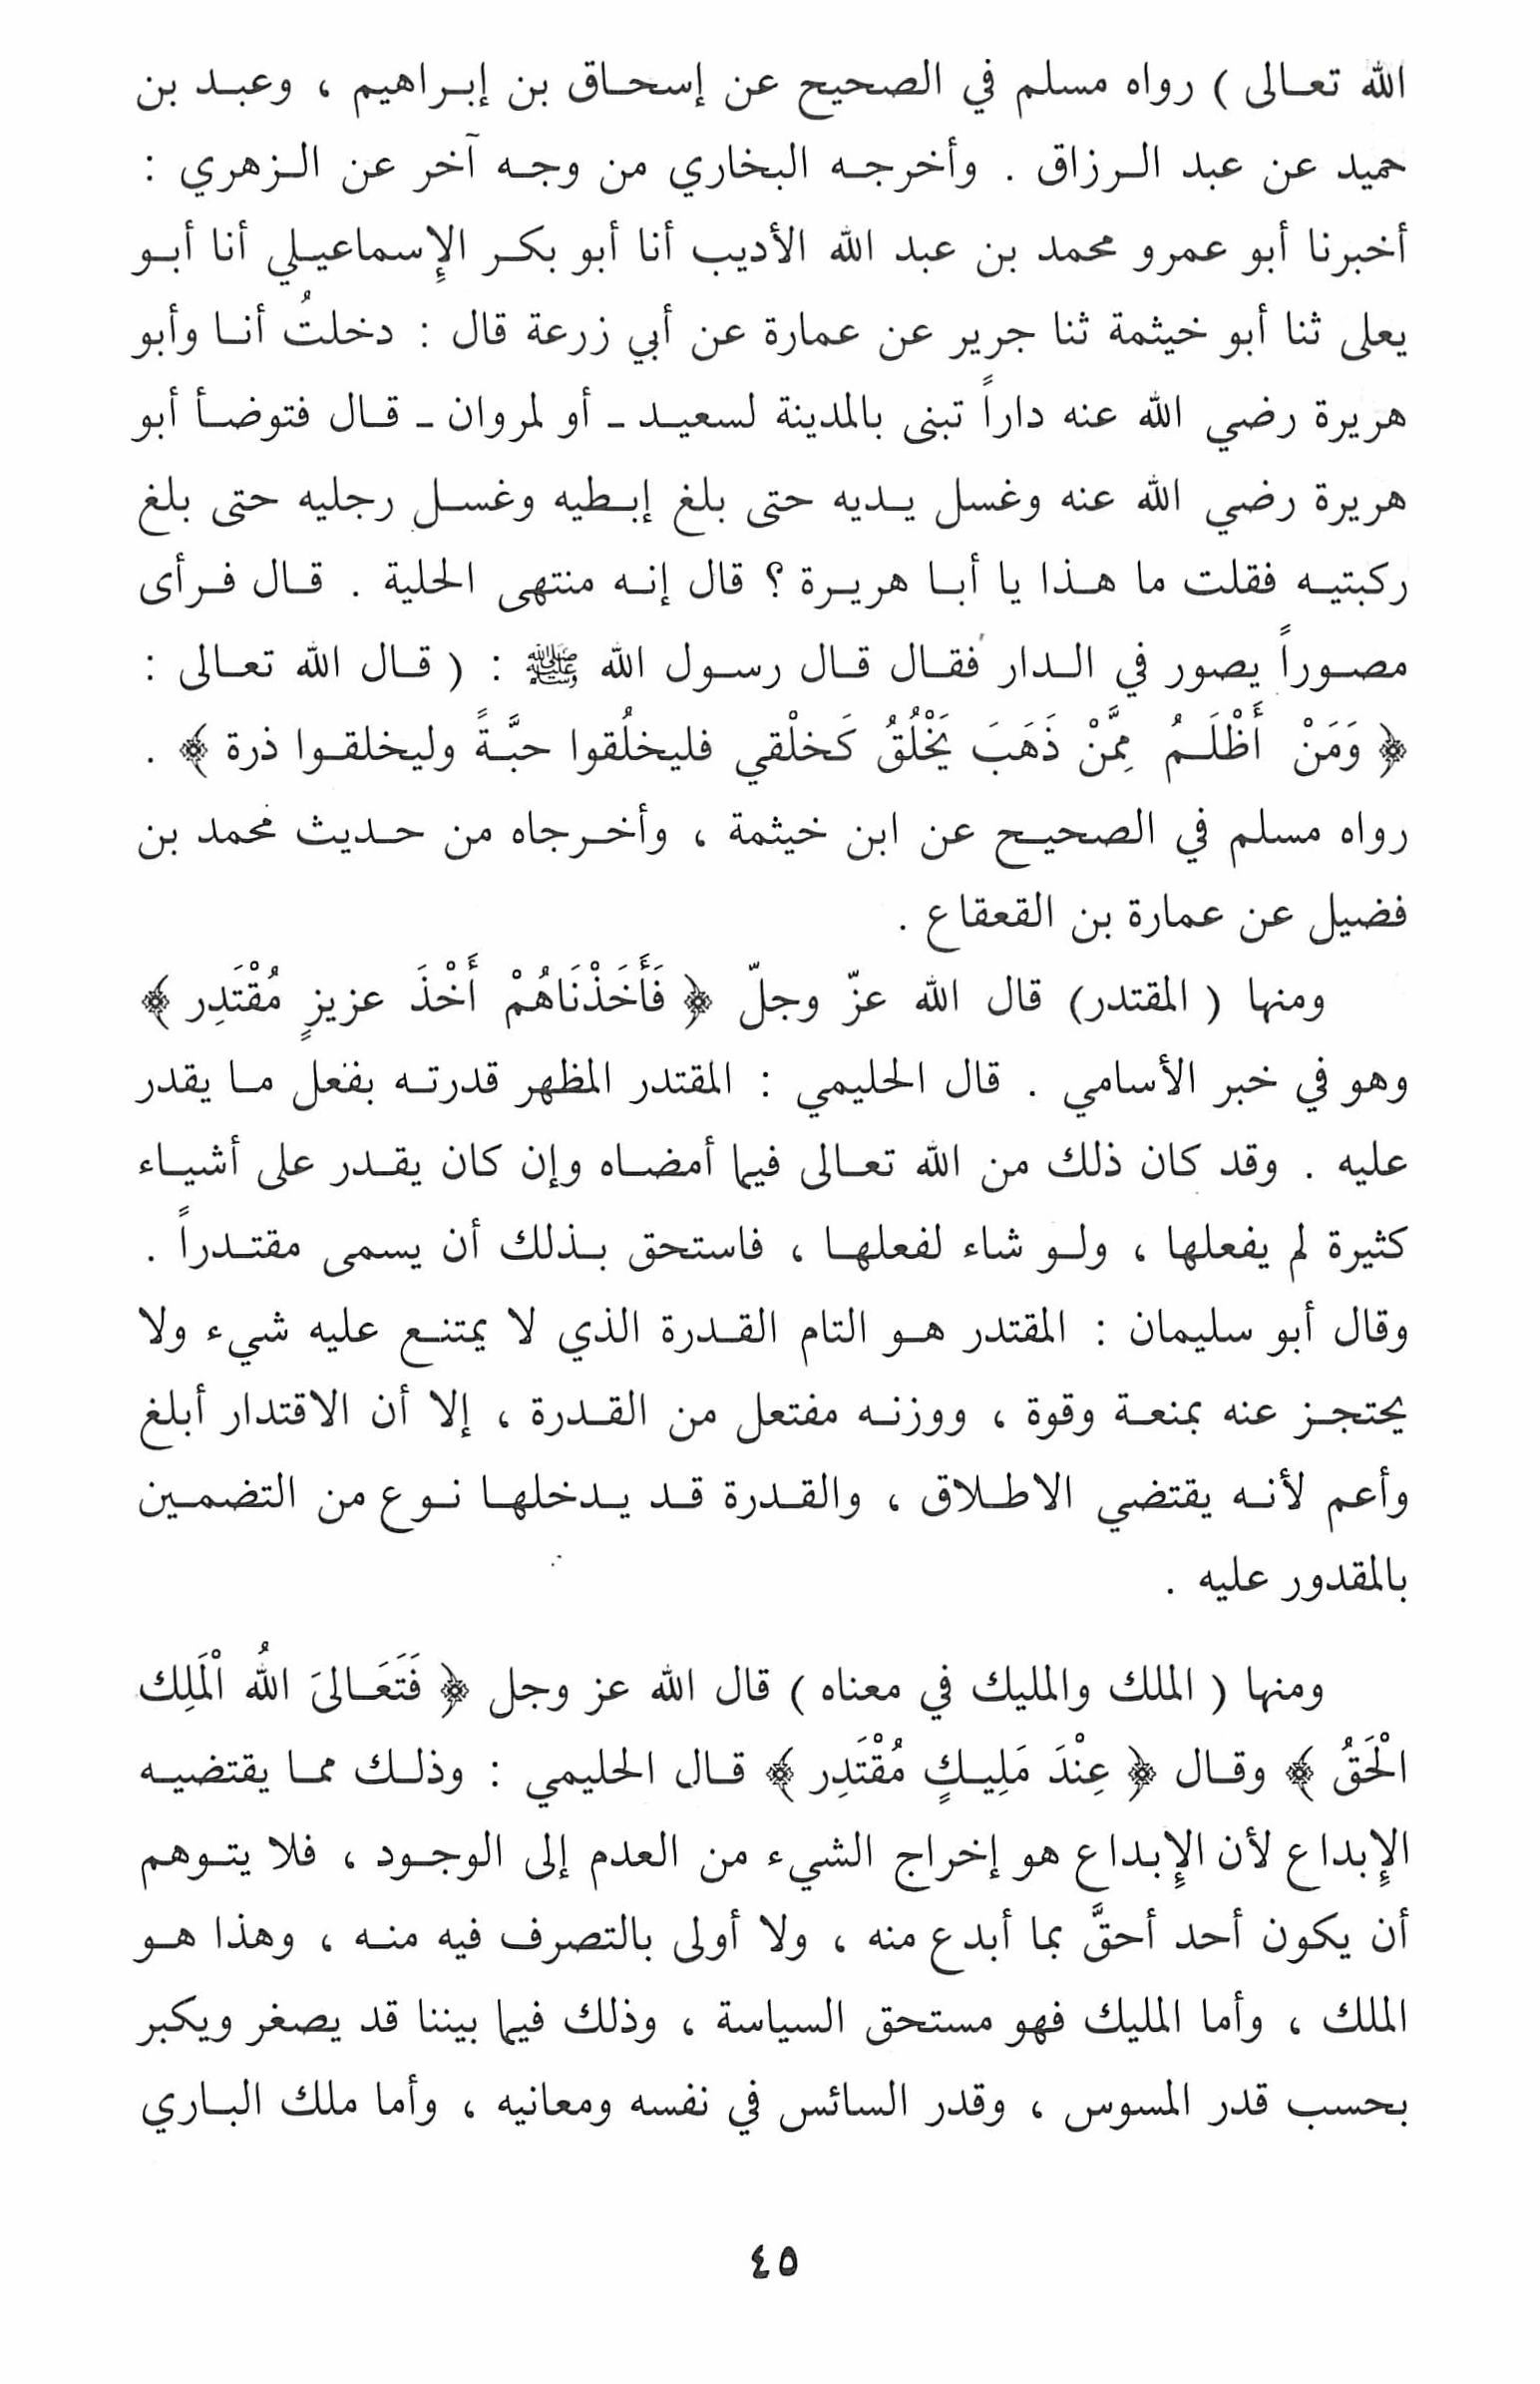 الله تعالى ) رواه مسلم في الصحيح عن إسحاق بن إبراهيم ، وعبد بن
حميد عن عبد الرزاق . وأخرجه البخاري من وجه آخر عن الزهري :
أخبرنا أبو عمرو محمد بن عبد الله الأديب أنا أبو بكر الإسماعيلي أنا أبو
يعلى ثنا أبو خيثمة ثنا جرير عن عمارة عن أبي زرعة قال : دخلتُ أنا وأبو
هريرة رضي الله عنه داراً تبنى بالمدينة لسعيد ـ أو لمروان ـ قال فتوضأ أبو
هريرة رضي الله عنه وغسل يديه حتى بلغ إبطيه وغسل رجليه حتى بلغ
ركبتيه فقلت ما هذا يا أبا هريرة ؟ قال إنه منتهى الحلية . قال فرأى
مصوراً يصور في الدار فقال قال رسول الله ﷺ : ( قال الله تعالى :
﴿ وَمَنْ أَظْلَمُ مِمَّنْ ذَهَبَ يَخْلُقُ كَخلْقي فليخلُقوا حبَّةً وليخلقوا ذرة ﴾ .
رواه مسلم في الصحيح عن ابن خيثمة ، وأخرجاه من حديث محمد بن
فضيل عن عمارة بن القعقاع .
ومنها ( المقتدر) قال الله عزّ وجلّ ﴿ فَأَخَذْنَاهُمْ أَخْذَ عزيزٍ مُقْتَدِر ﴾
وهو في خبر الأسامي . قال الحليمي : المقتدر المظهر قدرته بفعل ما يقدر
عليه . وقد كان ذلك من الله تعالى فيما أمضاه وإن كان يقدر على أشياء
كثيرة لم يفعلها ، ولو شاء لفعلها ، فاستحق بذلك أن يسمى مقتدراً .
وقال أبو سليمان : المقتدر هو التام القدرة الذي لا يمتنع عليه شيء ولا
يحتجز عنه بمنعة وقوة ، ووزنه مفتعل من القدرة ، إلا أن الاقتدار أبلغ
وأعم لأنه يقتضي الاطلاق ، والقدرة قد يدخلها نوع من التضمين
بالمقدور عليه .
ومنها ( الملك والمليك في معناه ) قال الله عز وجل ﴿ فَتَعَالىَ اللهُ اْلَمَلِك
الْحَقُ ﴾ وقال ﴿ عِنْدَ مَلِيكٍ مُقْتَدِر ﴾ قال الحليمي : وذلك مما يقتضيه
الإبداع لأن الإبداع هو إخراج الشيء من العدم إلى الوجود ، فلا يتوهم
أن يكون أحد أحقَّ بما أبدع منه ، ولا أولى بالتصرف فيه منه ، وهذا هو
الملك ، وأما المليك فهو مستحق السياسة ، وذلك فيما بيننا قد يصغر ويكبر
بحسب قدر المسوس ، وقدر السائس في نفسه ومعانيه ، وأما ملك الباري
٤٥